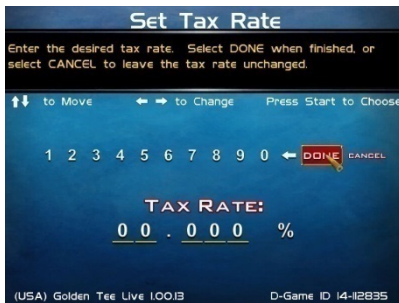 Set Tax Rate
Enter the desired tax rate. Select DONE when finished, or
select CANCEL to leave the tax rate unchanged.
⬆⬇ to Move ⬅ ➡ to Change Press Start to Choose
1 2 3 4 5 6 7 8 9 0 ⬅ DONE CANCEL
TAX RATE:
00.000 %
(USA) Golden Tee Live 1.00.13 D-Game ID 14-112835